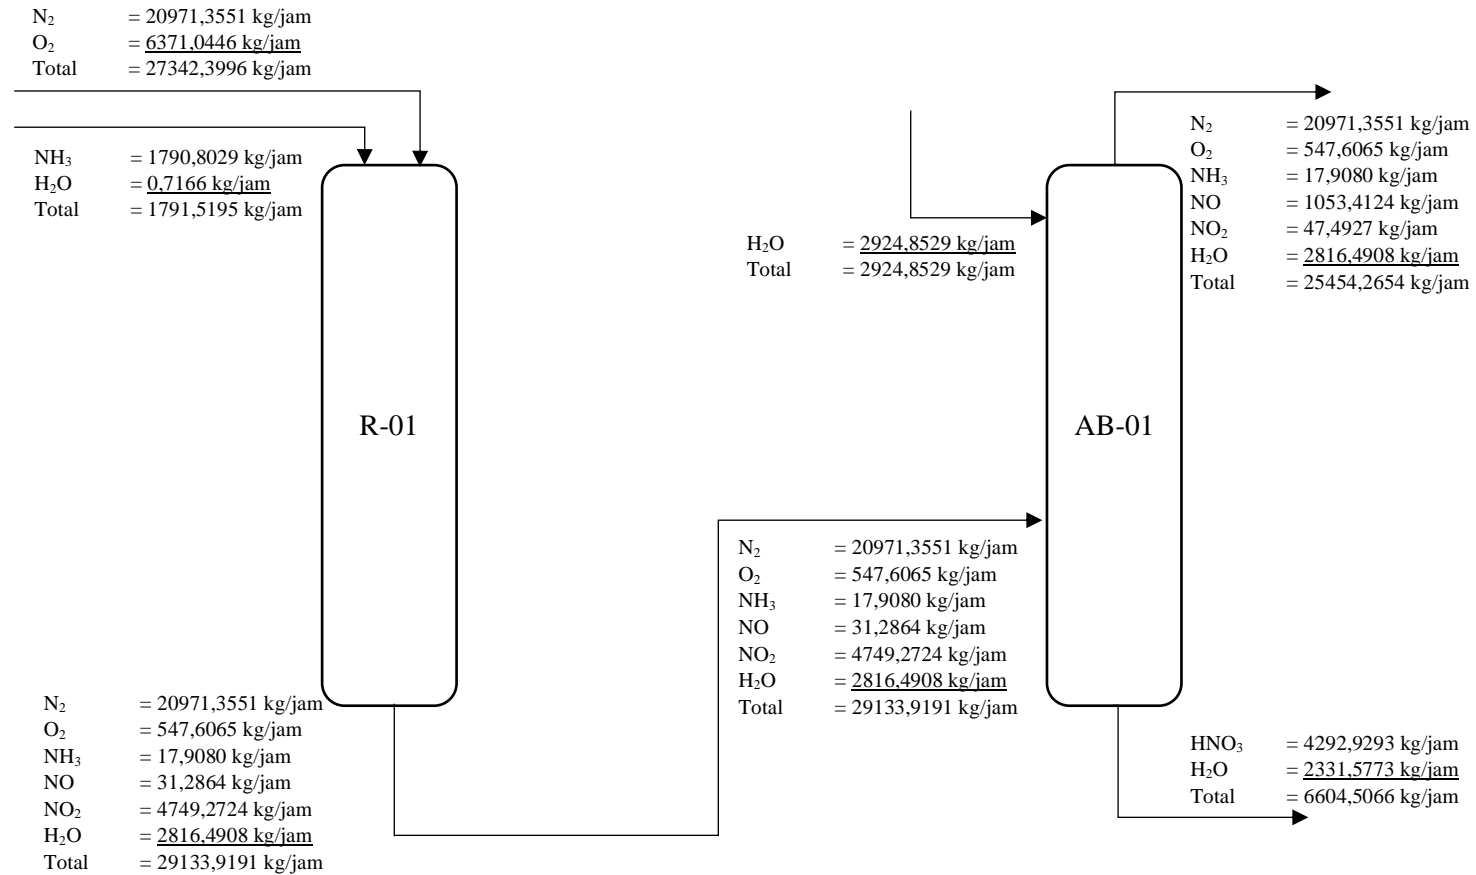 N₂ = 20971,3551 kg/jam
O₂ = 6371,0446 kg/jam
Total = 27342,3996 kg/jam
NH₃ = 1790,8029 kg/jam
H₂O = 0,7166 kg/jam
Total = 1791,5195 kg/jam
R-01
N₂ = 20971,3551 kg/jam
O₂ = 547,6065 kg/jam
NH₃ = 17,9080 kg/jam
NO = 31,2864 kg/jam
NO₂ = 4749,2724 kg/jam
H₂O = 2816,4908 kg/jam
Total = 29133,9191 kg/jam
H₂O = 2924,8529 kg/jam
Total = 2924,8529 kg/jam
N₂ = 20971,3551 kg/jam
O₂ = 547,6065 kg/jam
NH₃ = 17,9080 kg/jam
NO = 31,2864 kg/jam
NO₂ = 4749,2724 kg/jam
H₂O = 2816,4908 kg/jam
Total = 29133,9191 kg/jam
AB-01
N₂ = 20971,3551 kg/jam
O₂ = 547,6065 kg/jam
NH₃ = 17,9080 kg/jam
NO = 1053,4124 kg/jam
NO₂ = 47,4927 kg/jam
H₂O = 2816,4908 kg/jam
Total = 25454,2654 kg/jam
HNO₃ = 4292,9293 kg/jam
H₂O = 2331,5773 kg/jam
Total = 6604,5066 kg/jam